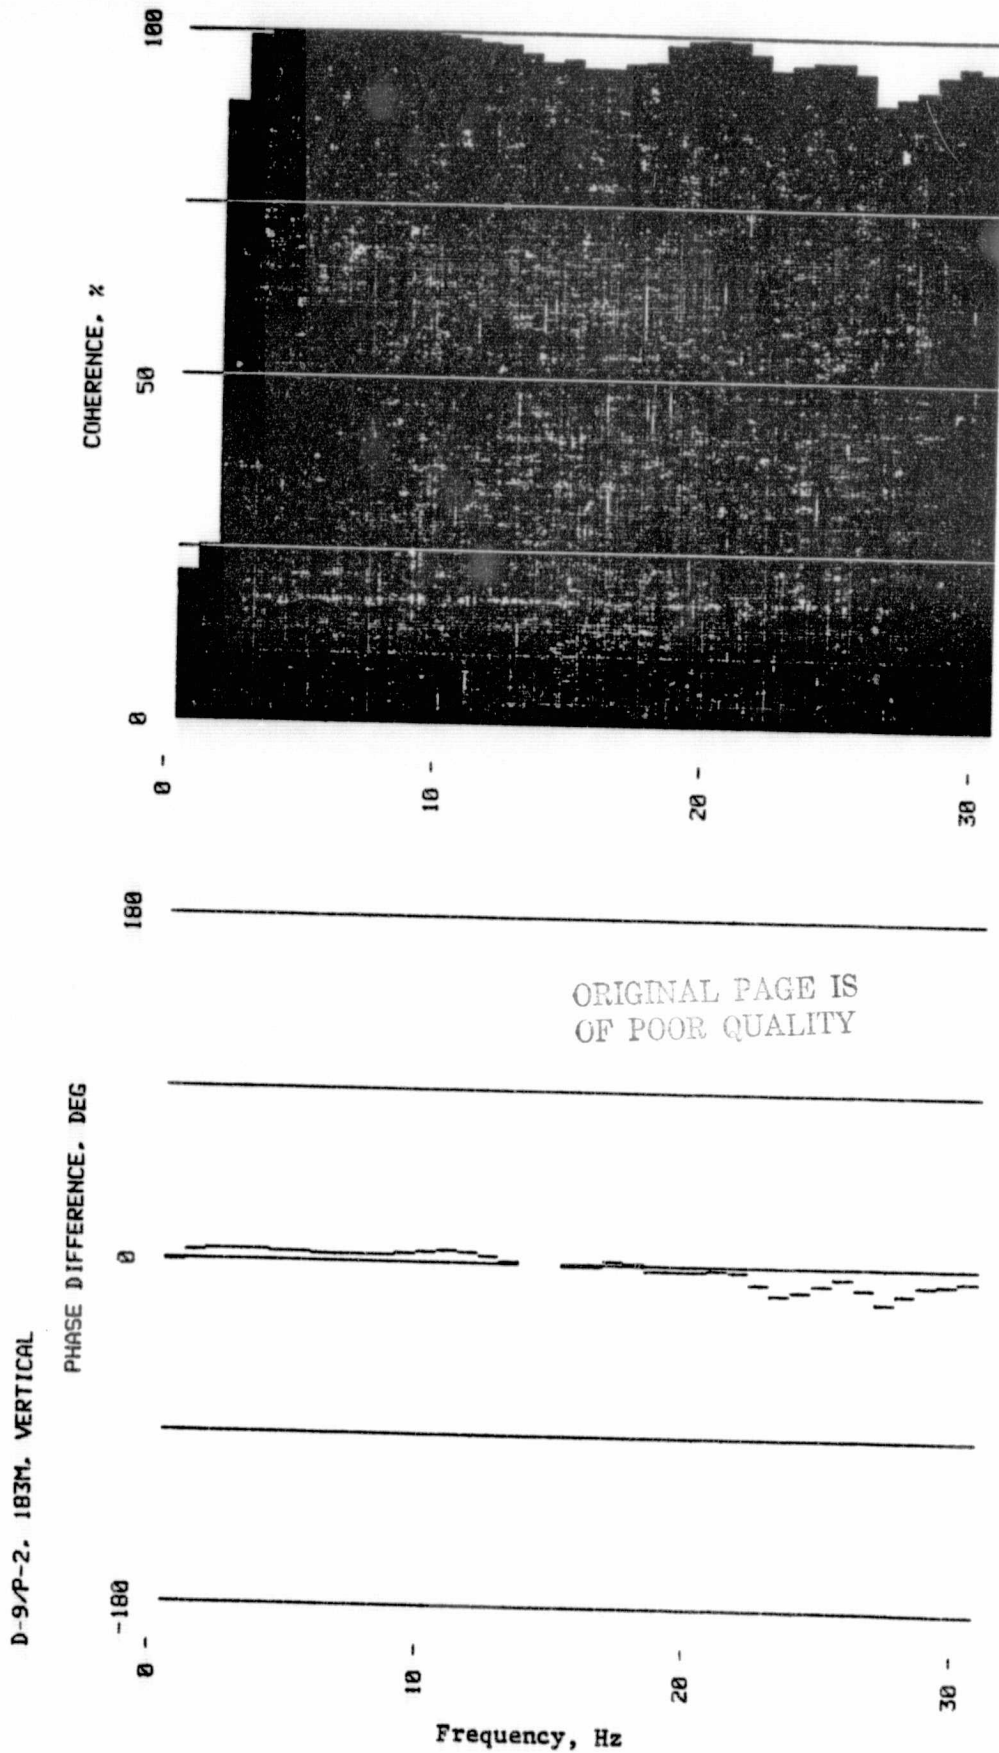 D-9/P-2. 183M. VERTICAL
PHASE DIFFERENCE, DEG
-180
0
180
0 -
10 -
20 -
30 -
COHERENCE, %
0
50
100
0 -
10 -
20 -
30 -
Frequency, Hz
ORIGINAL PAGE IS
OF POOR QUALITY